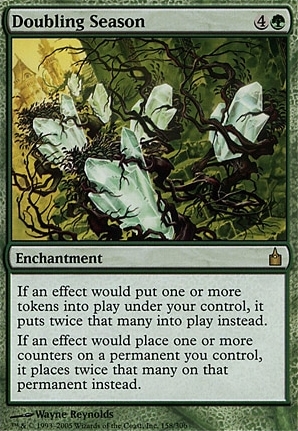 Doubling Season 4
Enchantment
If an effect would put one or more
tokens into play under your control, it
puts twice that many into play instead.
If an effect would place one or more
counters on a permanent you control,
it places twice that many on that
permanent instead.
Wayne Reynolds
™ & © 1993–2005 Wizards of the Coast, Inc. 158/306